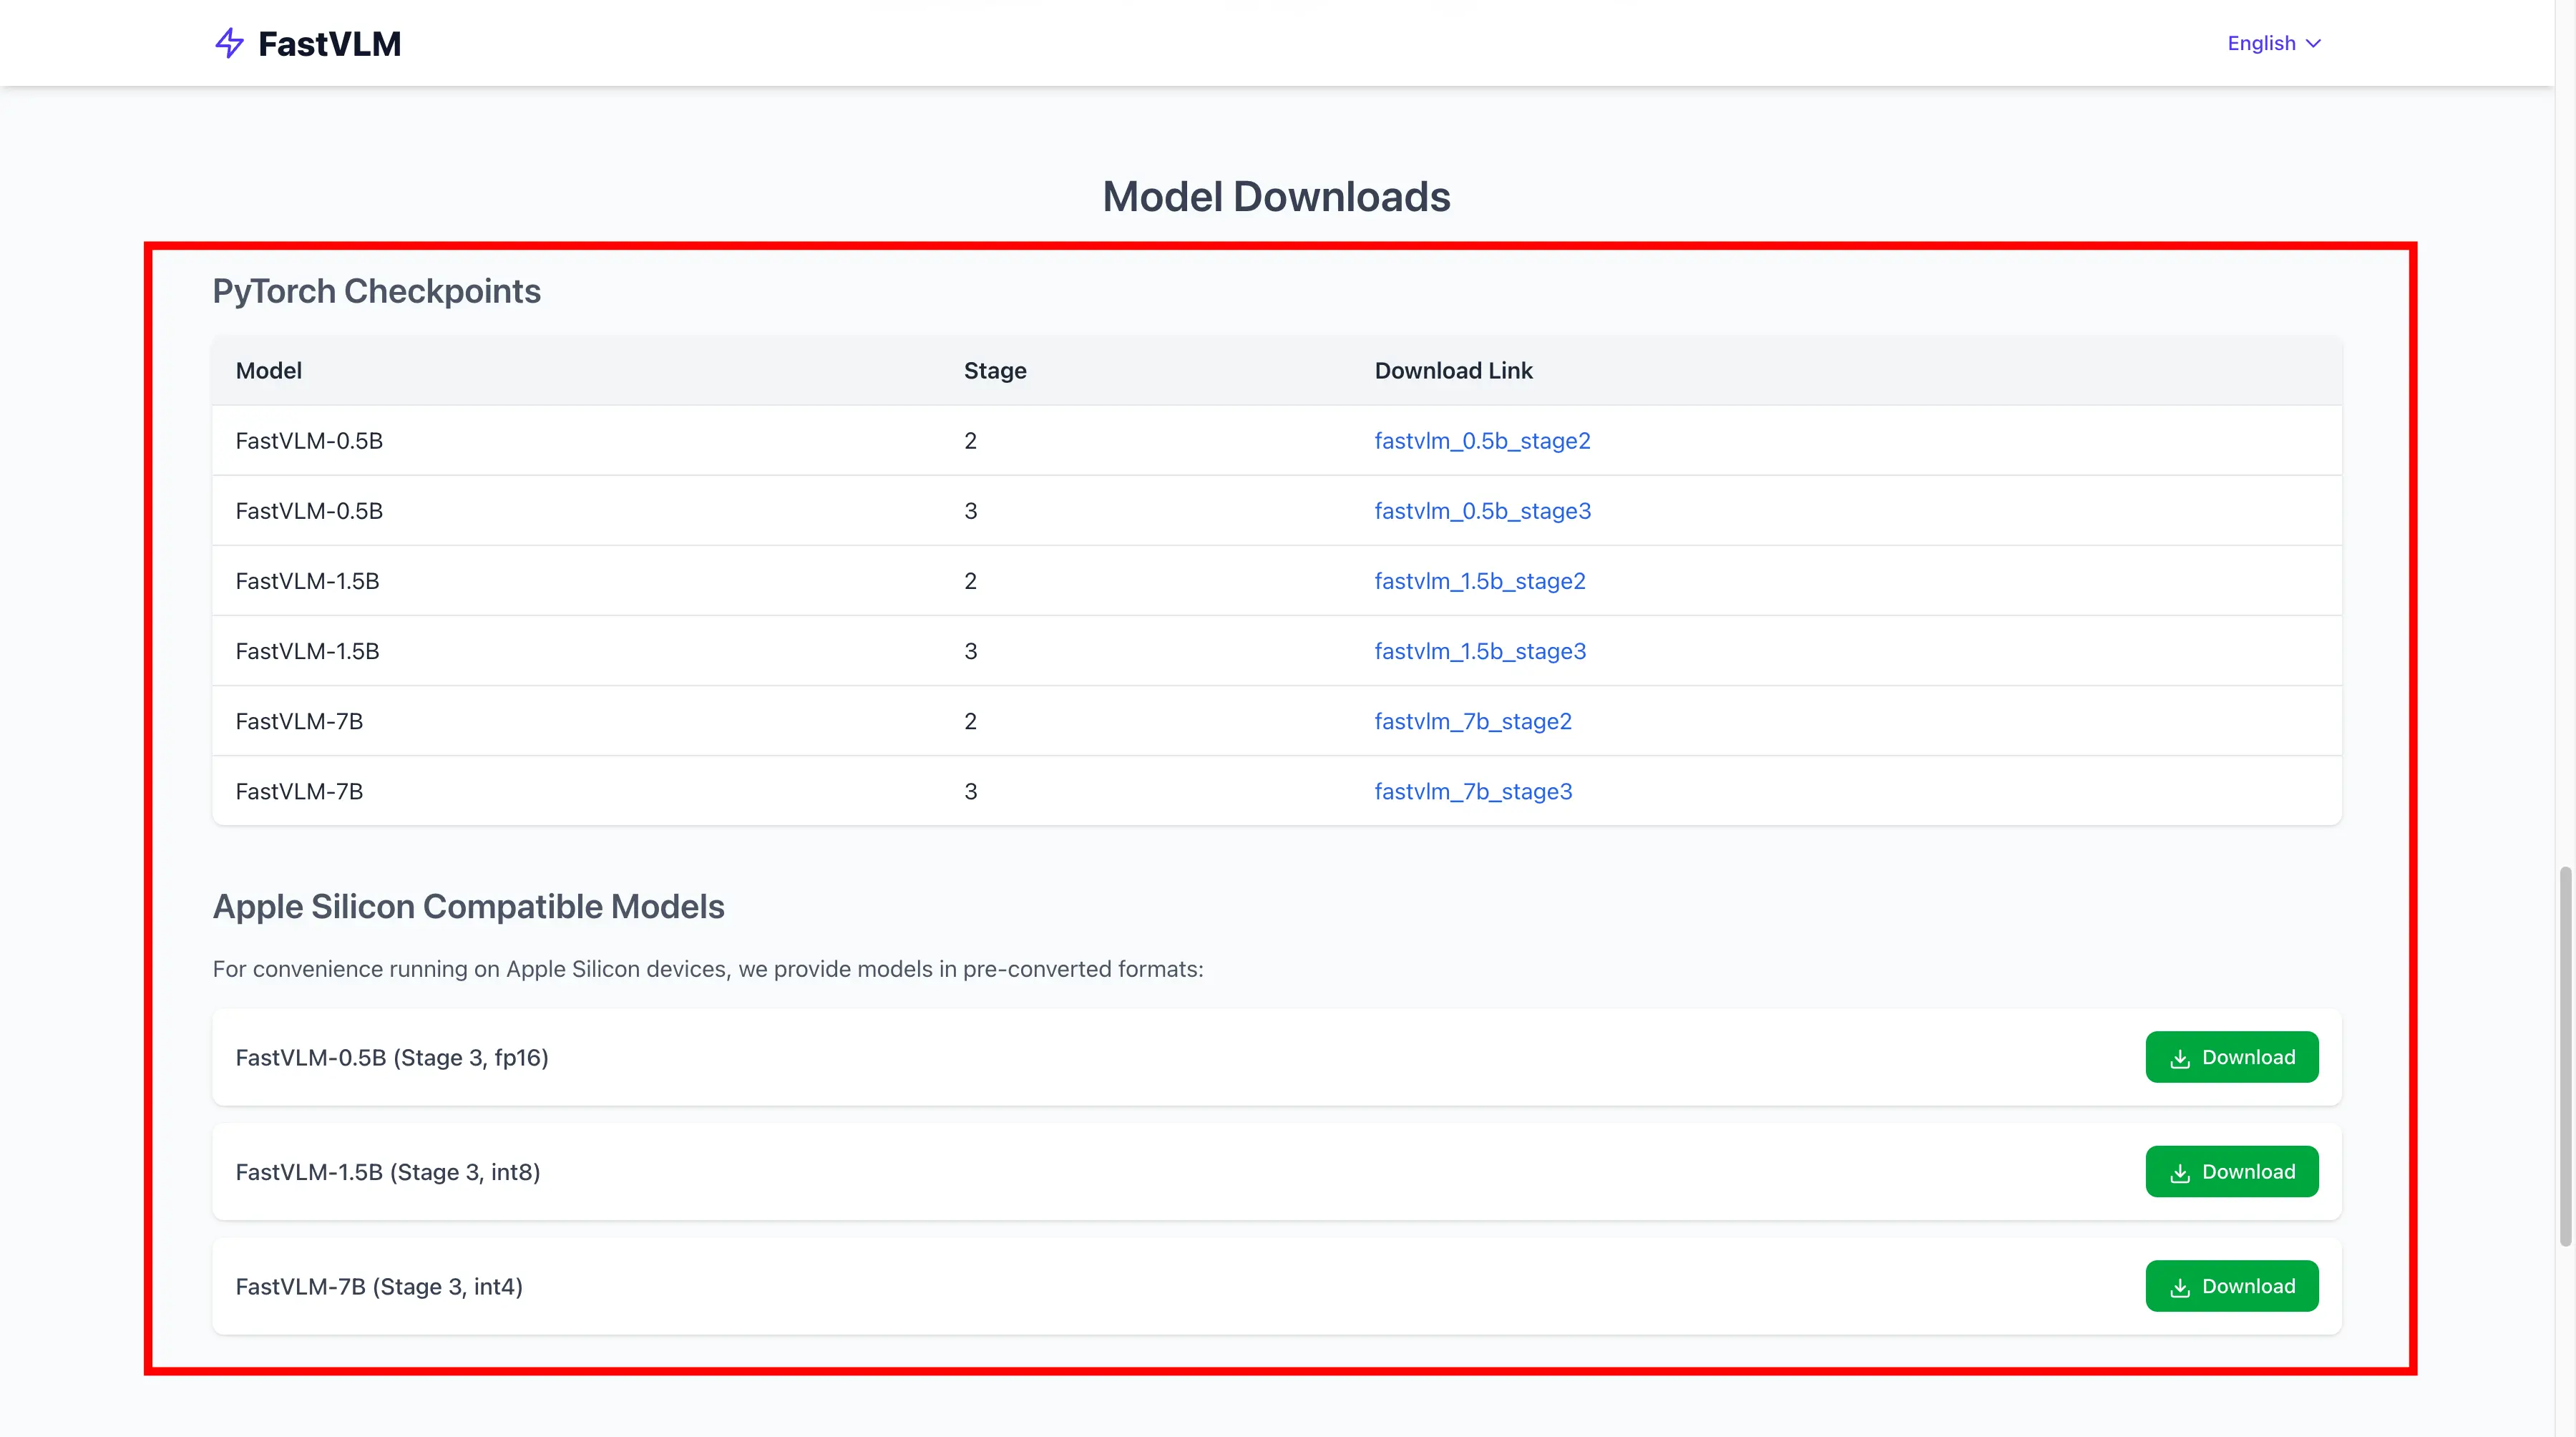 FastVLM
English
Model Downloads
PyTorch Checkpoints
Model Stage Download Link
FastVLM-0.5B 2 fastvlm_0.5b_stage2
FastVLM-0.5B 3 fastvlm_0.5b_stage3
FastVLM-1.5B 2 fastvlm_1.5b_stage2
FastVLM-1.5B 3 fastvlm_1.5b_stage3
FastVLM-7B 2 fastvlm_7b_stage2
FastVLM-7B 3 fastvlm_7b_stage3
Apple Silicon Compatible Models
For convenience running on Apple Silicon devices, we provide models in pre-converted formats:
FastVLM-0.5B (Stage 3, fp16) Download
FastVLM-1.5B (Stage 3, int8) Download
FastVLM-7B (Stage 3, int4) Download